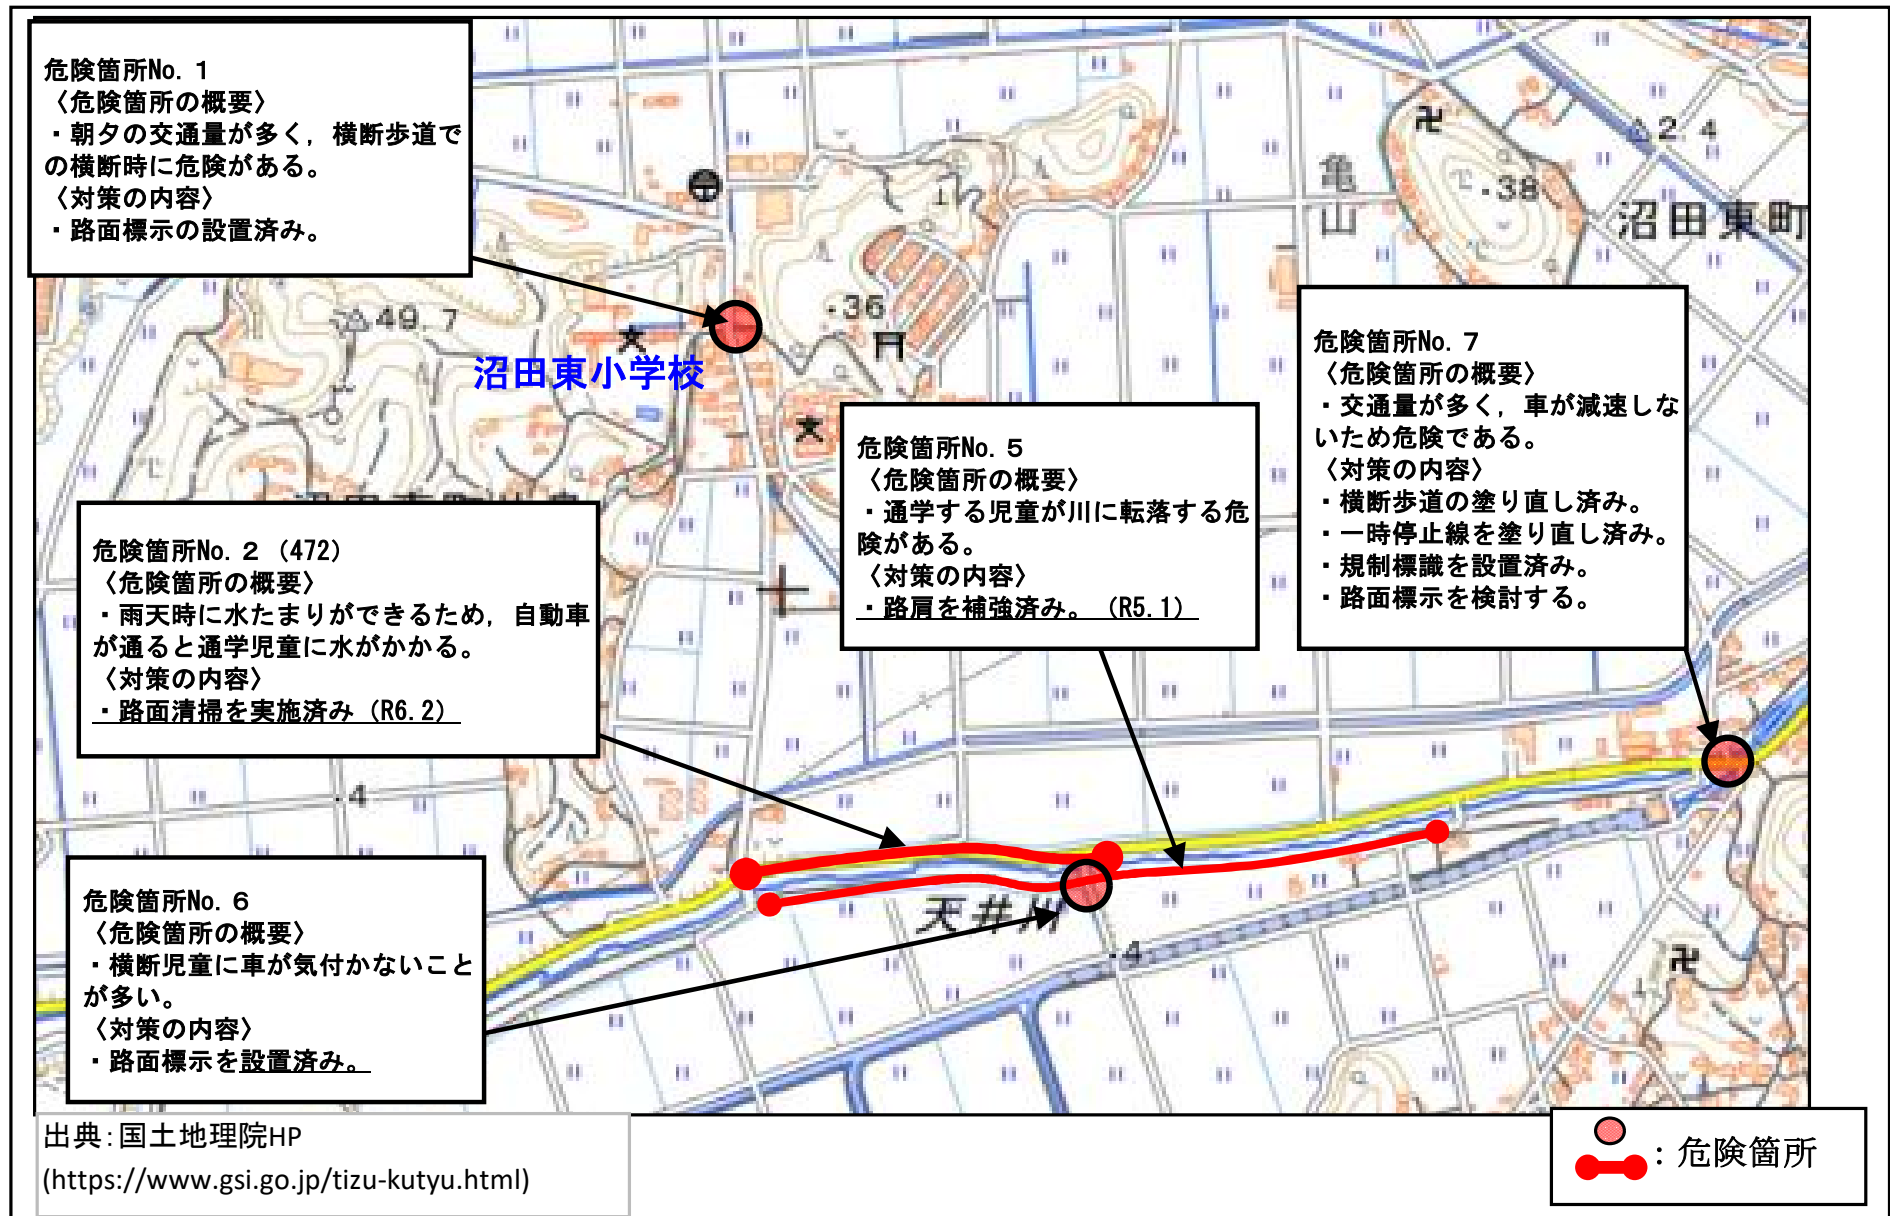 危険箇所No. 1
〈危険箇所の概要〉
・朝夕の交通量が多く，横断歩道で
の横断時に危険がある。
〈対策の内容〉
・路面標示の設置済み。
亀山
2.4
38
沼田東町
49.7
36
沼田東小学校
危険箇所No. 7
〈危険箇所の概要〉
・交通量が多く，車が減速しな
いため危険である。
〈対策の内容〉
・横断歩道の塗り直し済み。
・一時停止線を塗り直し済み。
・規制標識を設置済み。
・路面標示を検討する。
危険箇所No. 5
〈危険箇所の概要〉
・通学する児童が川に転落する危
険がある。
〈対策の内容〉
・路肩を補強済み。（R5.1）
危険箇所No. 2（472）
〈危険箇所の概要〉
・雨天時に水たまりができるため，自動車
が通ると通学児童に水がかかる。
〈対策の内容〉
・路面清掃を実施済み（R6.2）
4
危険箇所No. 6
〈危険箇所の概要〉
・横断児童に車が気付かないこと
が多い。
〈対策の内容〉
・路面標示を設置済み。
天井川
4
出典：国土地理院HP
(https://www.gsi.go.jp/tizu-kutyu.html)
：危険箇所